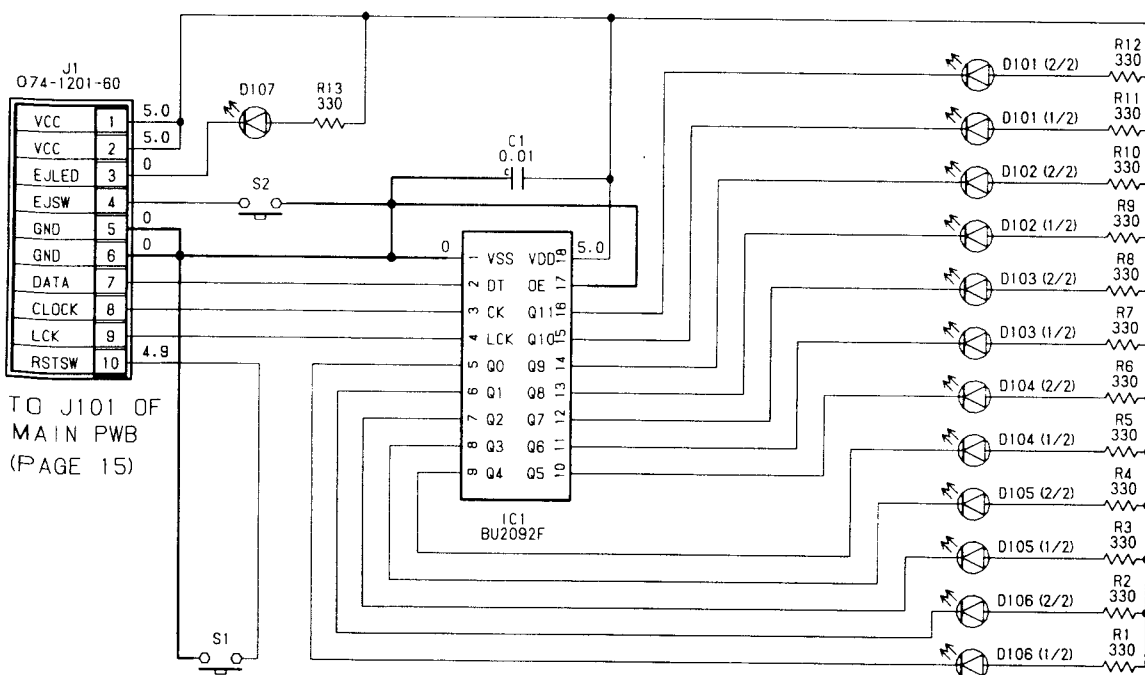 J1
074-1201-60
VCC 1 5.0
VCC 2 5.0
EJLED 3 0
EJSW 4
GND 5 0
GND 6 0
DATA 7
CLOCK 8
LCK 9
RSTSW 10 4.9
TO J101 OF
MAIN PWB
(PAGE 15)
D107
R13
330
S2
C1
0.01
c
0
5.0
1 VSS VDD 18
2 DT OE 17
3 CK Q11 16
4 LCK Q10 15
5 Q0 Q9 14
6 Q1 Q8 13
7 Q2 Q7 12
8 Q3 Q6 11
9 Q4 Q5 10
IC1
BU2092F
S1
D101 (2/2)
R12
330
D101 (1/2)
R11
330
D102 (2/2)
R10
330
D102 (1/2)
R9
330
D103 (2/2)
R8
330
D103 (1/2)
R7
330
D104 (2/2)
R6
330
D104 (1/2)
R5
330
D105 (2/2)
R4
330
D105 (1/2)
R3
330
D106 (2/2)
R2
330
D106 (1/2)
R1
330